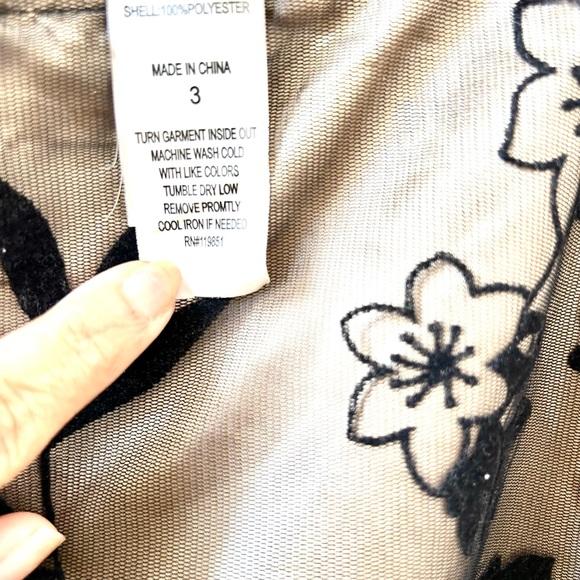 SHELL:100%POLYESTER
MADE IN CHINA
3
TURN GARMENT INSIDE OUT
MACHINE WASH COLD
WITH LIKE COLORS
TUMBLE DRY LOW
REMOVE PROMTLY
COOL IRON IF NEEDED
RN#119851